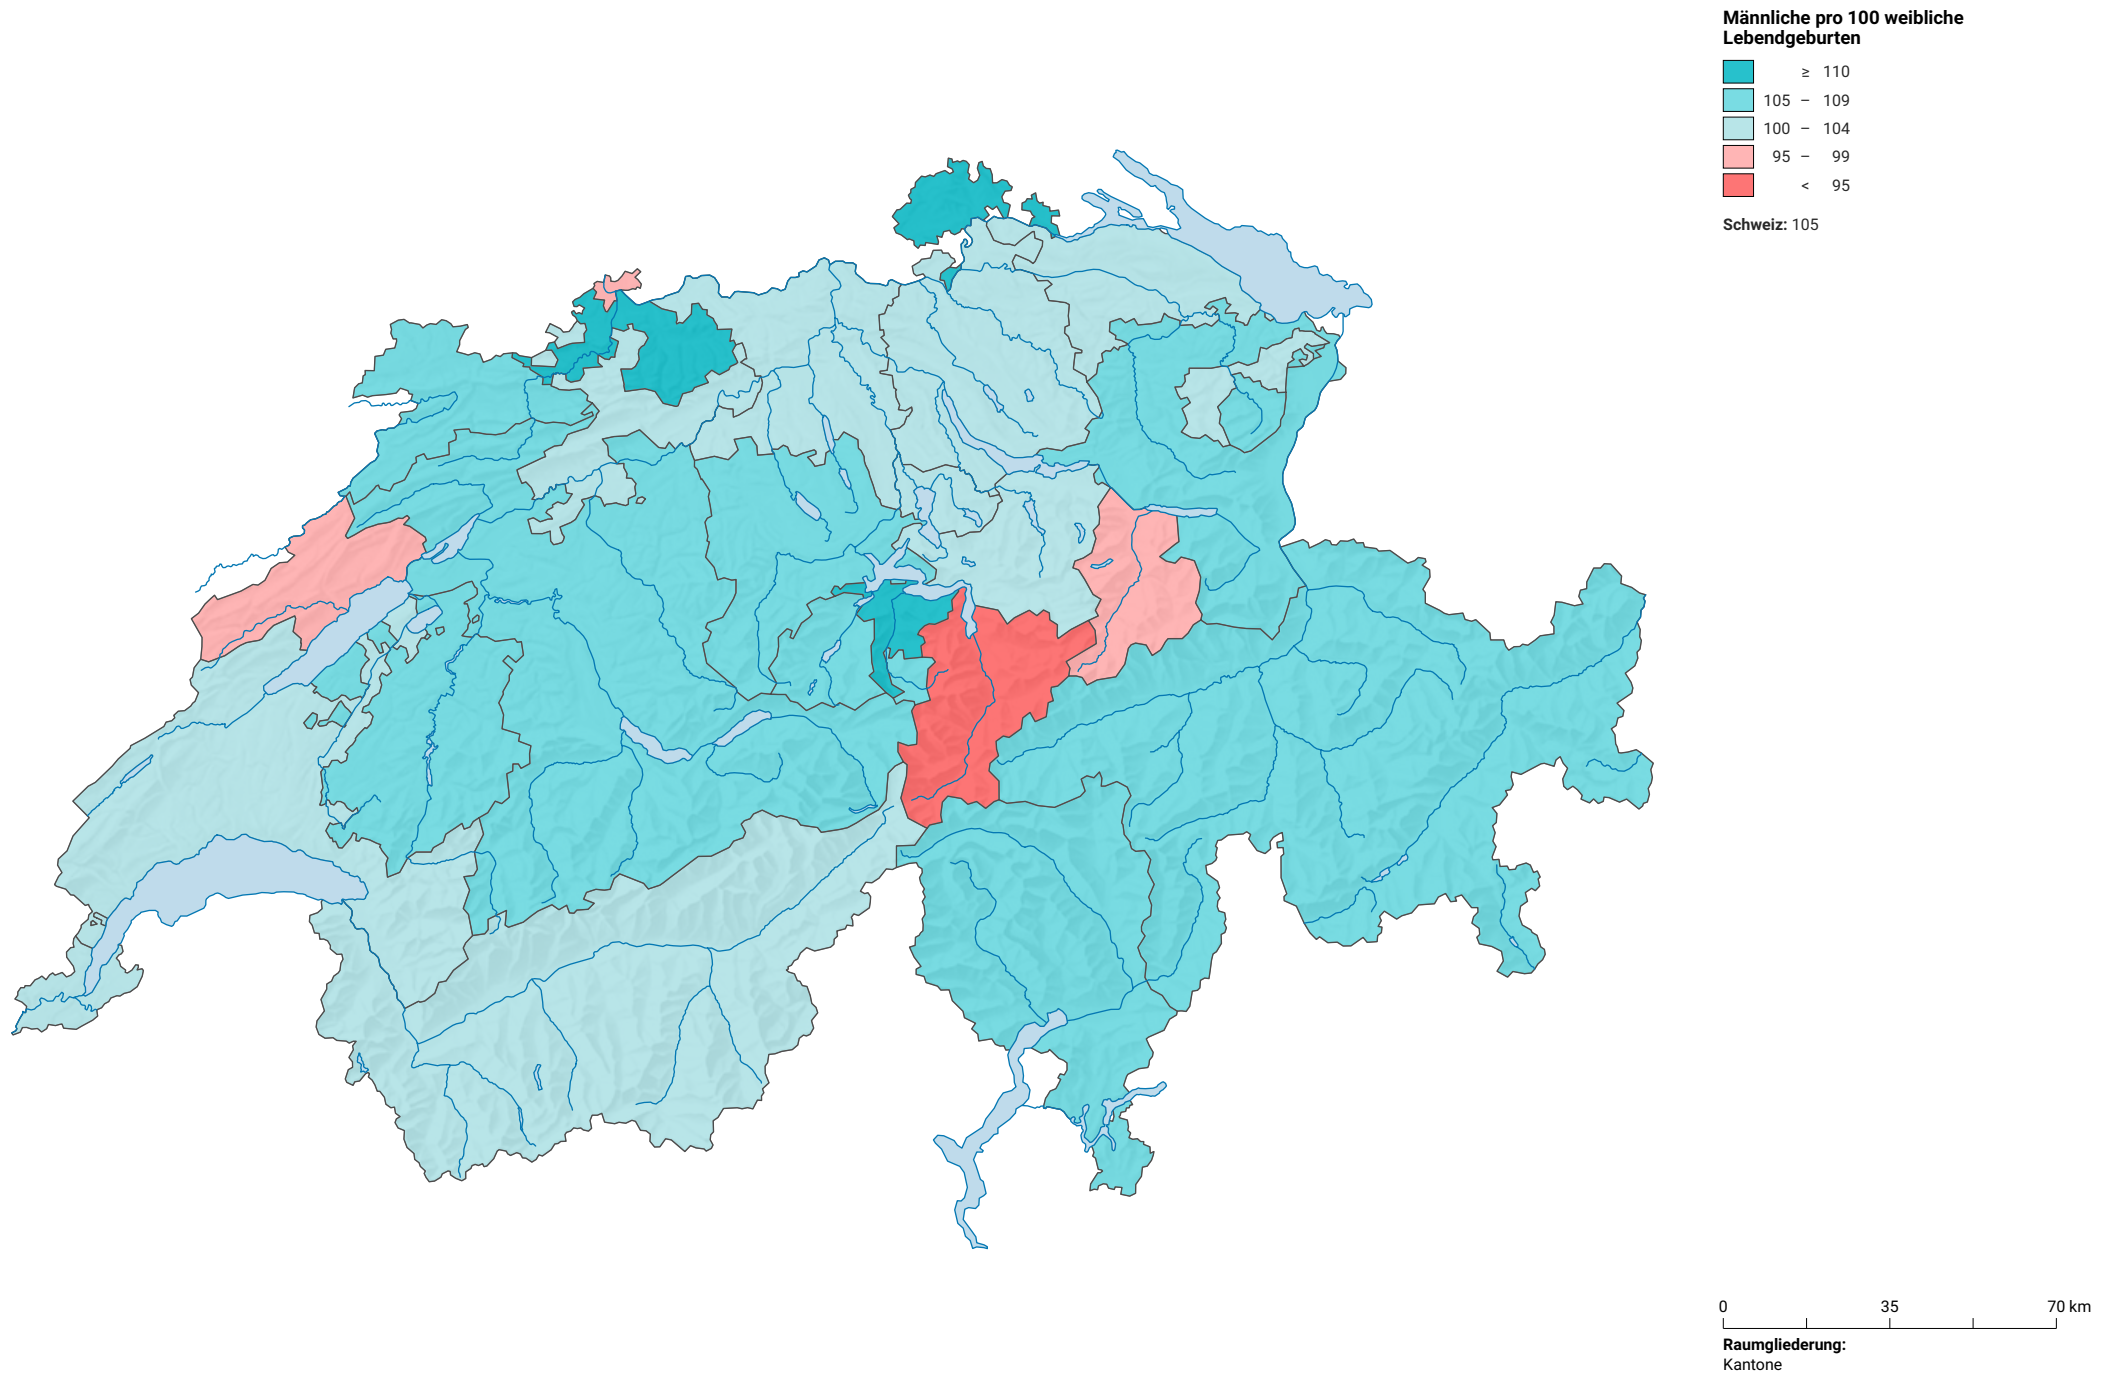 Männliche pro 100 weibliche
Lebendgeburten
≥ 110
105 – 109
100 – 104
95 – 99
< 95
Schweiz: 105
0 35 70 km
Raumgliederung:
Kantone